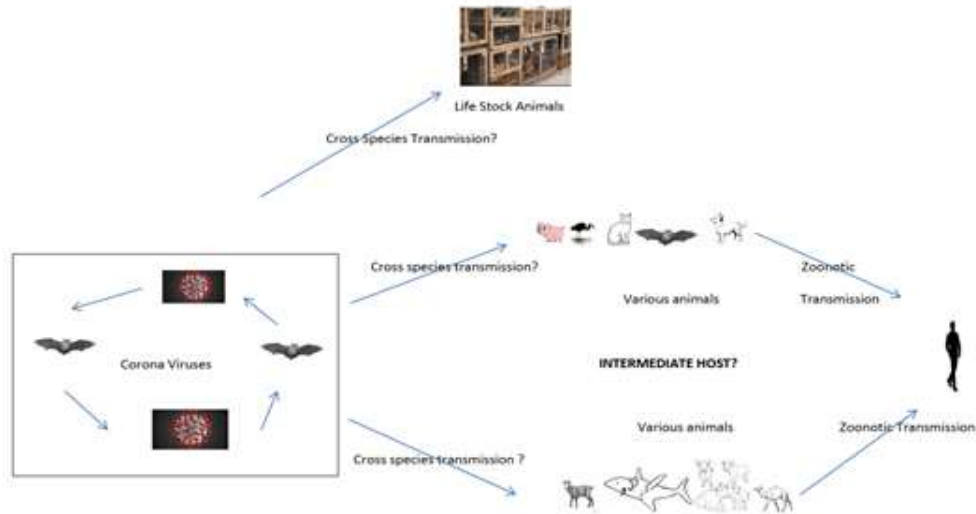 Life Stock Animals
Cross Species Transmission?
Cross species transmission?
Zoonotic
Various animals
Transmission
Corona Viruses
INTERMEDIATE HOST?
Various animals
Zoonotic Transmission
Cross species transmission ?